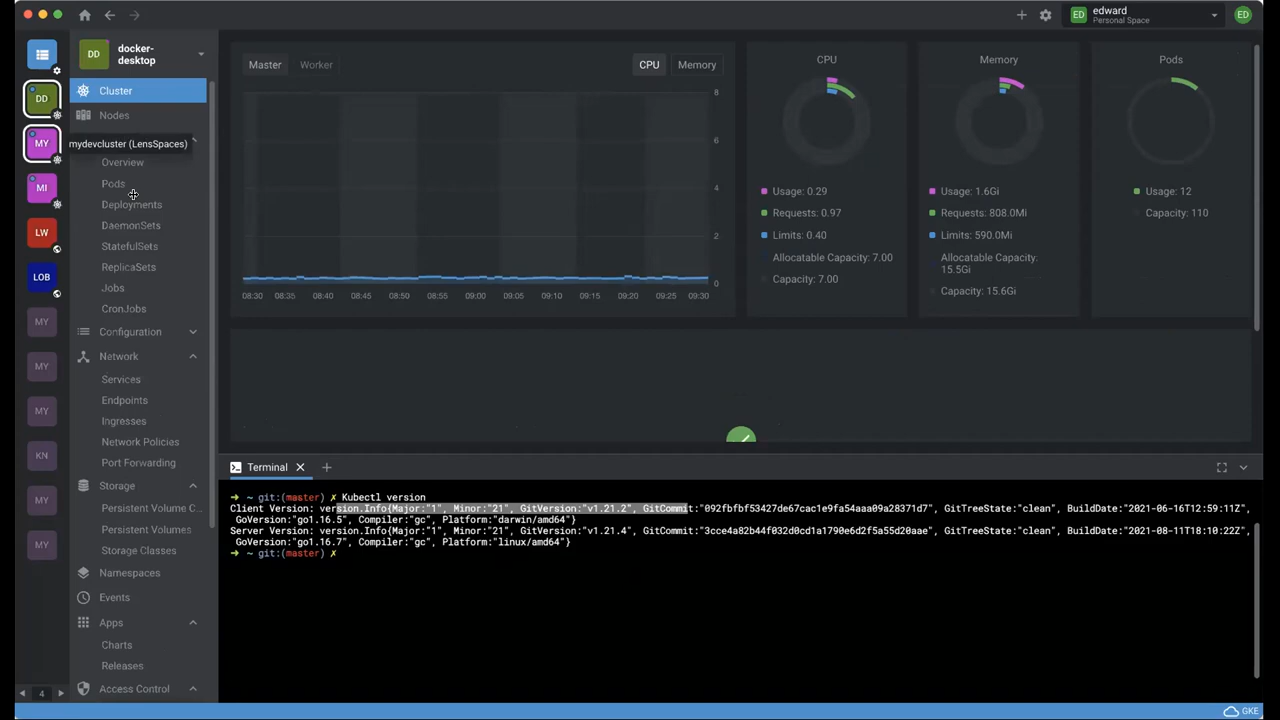 ED
edward
Personal Space
ED
DD
MY
MI
LW
LOB
MY
MY
MY
KN
MY
MY
4
DD
docker-
desktop
Cluster
Nodes
mydevcluster (LensSpaces)
Overview
Pods
Deployments
DaemonSets
StatefulSets
ReplicaSets
Jobs
CronJobs
Configuration
Network
Services
Endpoints
Ingresses
Network Policies
Port Forwarding
Storage
Persistent Volume C...
Persistent Volumes
Storage Classes
Namespaces
Events
Apps
Charts
Releases
Access Control
Master
Worker
CPU
Memory
8
6
4
2
0
08:30 08:35 08:40 08:45 08:50 08:55 09:00 09:05 09:10 09:15 09:20 09:25 09:30
CPU
Usage: 0.29
Requests: 0.97
Limits: 0.40
Allocatable Capacity: 7.00
Capacity: 7.00
Memory
Usage: 1.6Gi
Requests: 808.0Mi
Limits: 590.0Mi
Allocatable Capacity:
15.5Gi
Capacity: 15.6Gi
Pods
Usage: 12
Capacity: 110
Terminal
➜ ~ git:(master) ✗ Kubectl version
Client Version: version.Info{Major:"1", Minor:"21", GitVersion:"v1.21.2", GitCommit:"092fbfbf53427de67cac1e9fa54aaa09a28371d7", GitTreeState:"clean", BuildDate:"2021-06-16T12:59:11Z",
GoVersion:"go1.16.5", Compiler:"gc", Platform:"darwin/amd64"}
Server Version: version.Info{Major:"1", Minor:"21", GitVersion:"v1.21.4", GitCommit:"3cce4a82b44f032d0cd1a1790e6d2f5a55d20aae", GitTreeState:"clean", BuildDate:"2021-08-11T18:10:22Z",
GoVersion:"go1.16.7", Compiler:"gc", Platform:"linux/amd64"}
➜ ~ git:(master) ✗
GKE